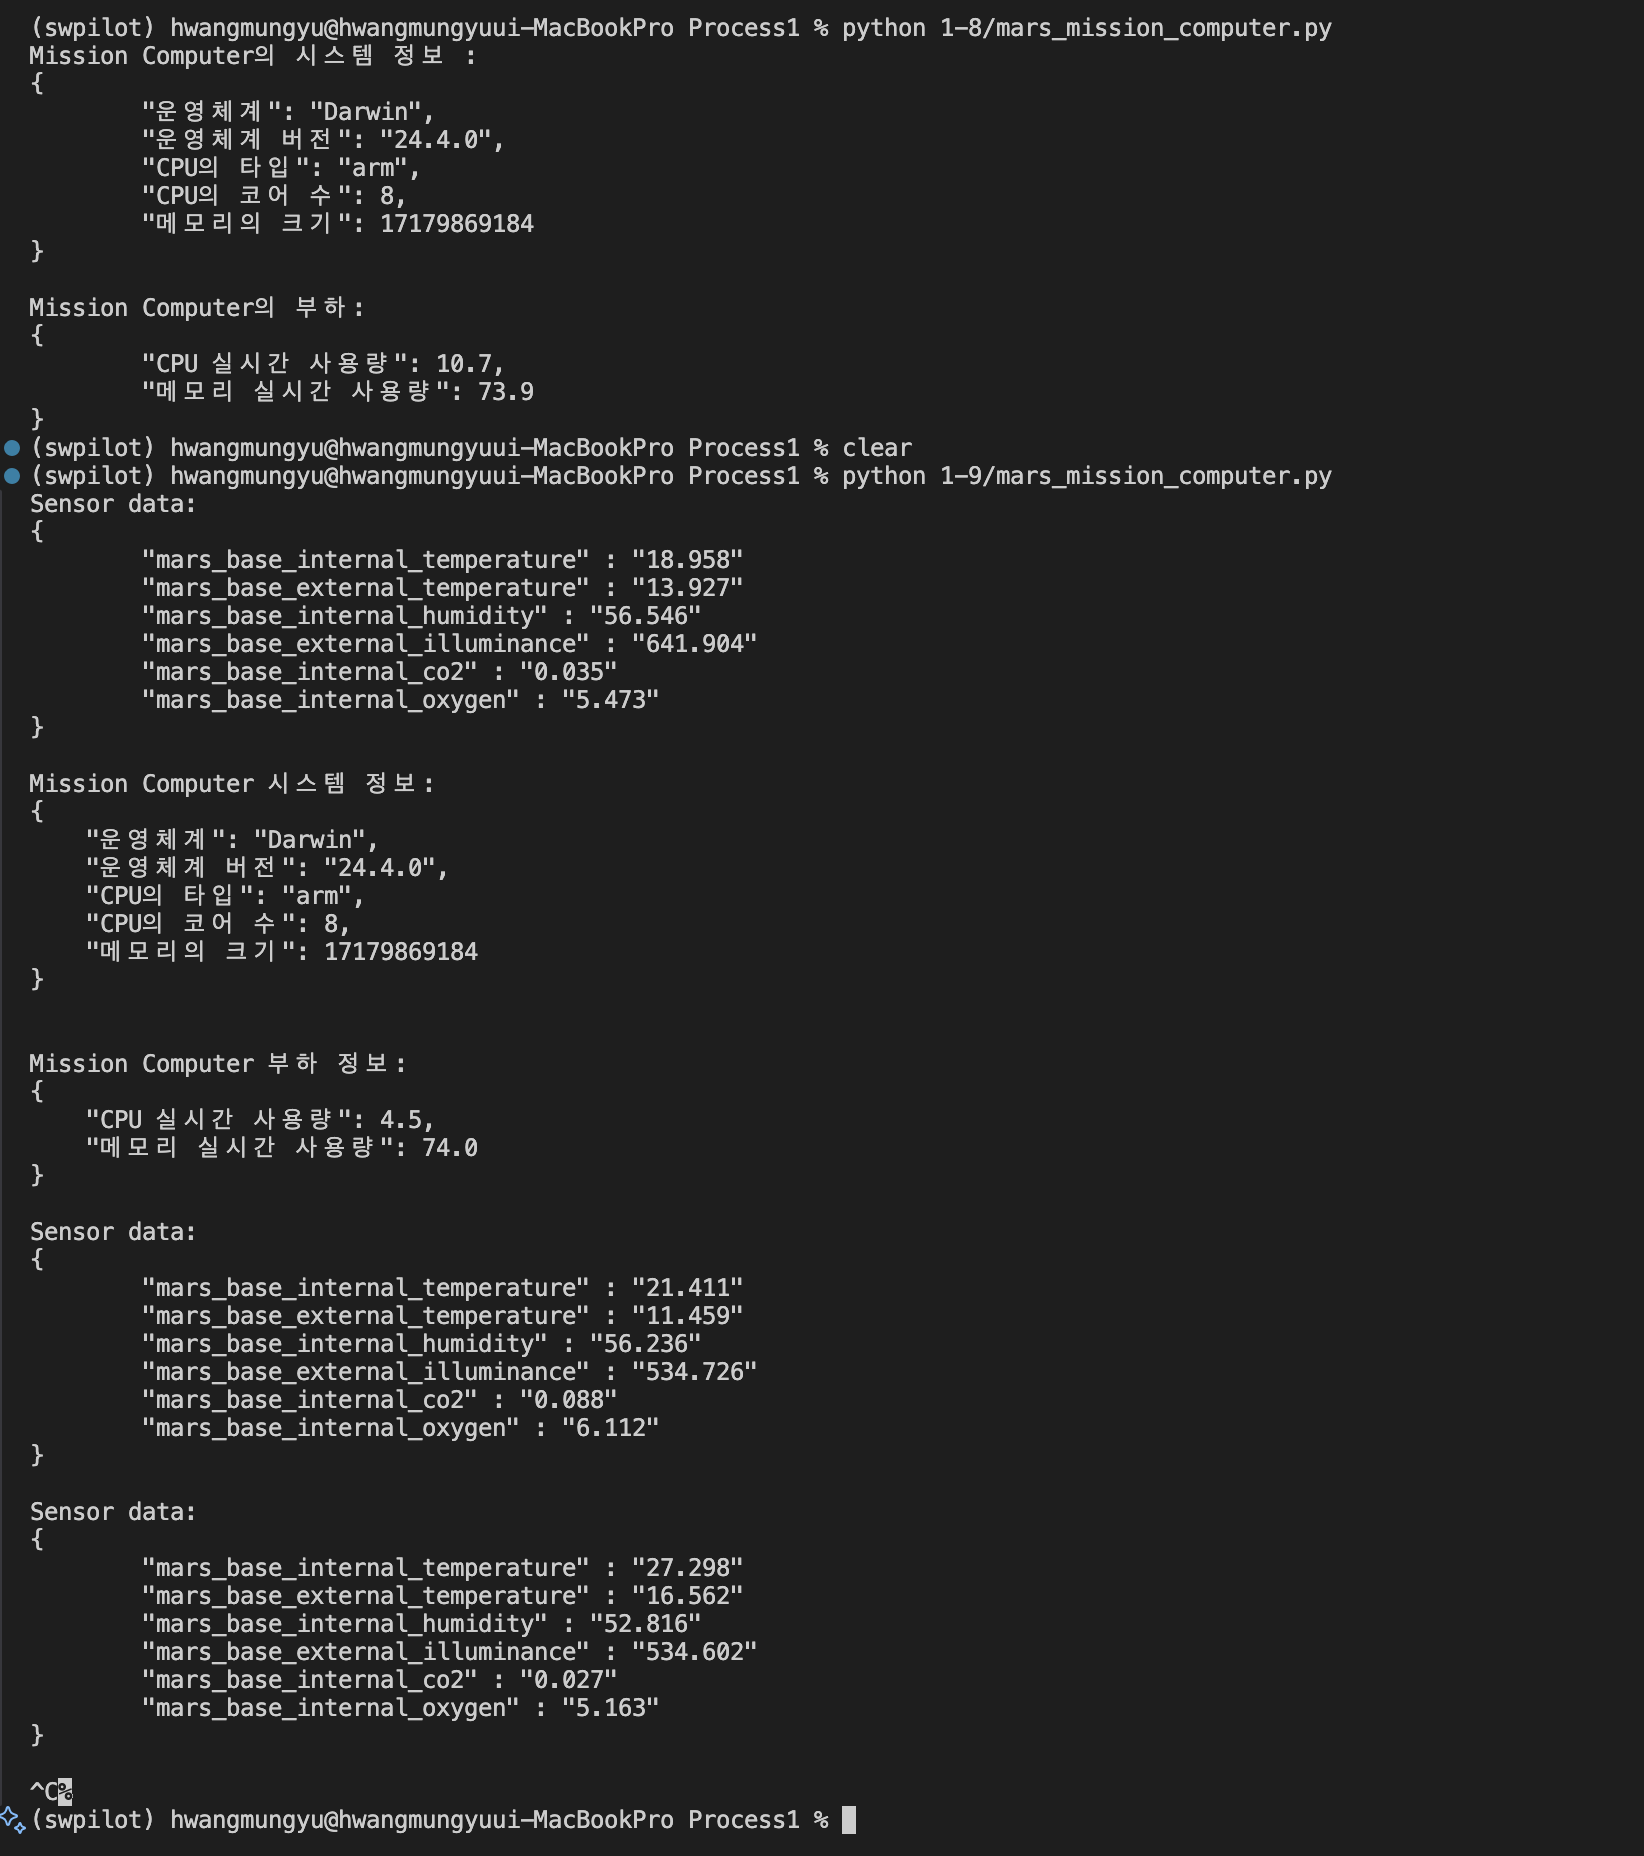 (swpilot) hwangmungyu@hwangmungyuui-MacBookPro Process1 % python 1-8/mars_mission_computer.py
Mission Computer의 시스템 정보 :
{
        "운영체계": "Darwin",
        "운영체계 버전": "24.4.0",
        "CPU의 타입": "arm",
        "CPU의 코어 수": 8,
        "메모리의 크기": 17179869184
}

Mission Computer의 부하:
{
        "CPU 실시간 사용량": 10.7,
        "메모리 실시간 사용량": 73.9
}
(swpilot) hwangmungyu@hwangmungyuui-MacBookPro Process1 % clear
(swpilot) hwangmungyu@hwangmungyuui-MacBookPro Process1 % python 1-9/mars_mission_computer.py
Sensor data:
{
        "mars_base_internal_temperature" : "18.958"
        "mars_base_external_temperature" : "13.927"
        "mars_base_internal_humidity" : "56.546"
        "mars_base_external_illuminance" : "641.904"
        "mars_base_internal_co2" : "0.035"
        "mars_base_internal_oxygen" : "5.473"
}

Mission Computer 시스템 정보:
{
    "운영체계": "Darwin",
    "운영체계 버전": "24.4.0",
    "CPU의 타입": "arm",
    "CPU의 코어 수": 8,
    "메모리의 크기": 17179869184
}


Mission Computer 부하 정보:
{
    "CPU 실시간 사용량": 4.5,
    "메모리 실시간 사용량": 74.0
}

Sensor data:
{
        "mars_base_internal_temperature" : "21.411"
        "mars_base_external_temperature" : "11.459"
        "mars_base_internal_humidity" : "56.236"
        "mars_base_external_illuminance" : "534.726"
        "mars_base_internal_co2" : "0.088"
        "mars_base_internal_oxygen" : "6.112"
}

Sensor data:
{
        "mars_base_internal_temperature" : "27.298"
        "mars_base_external_temperature" : "16.562"
        "mars_base_internal_humidity" : "52.816"
        "mars_base_external_illuminance" : "534.602"
        "mars_base_internal_co2" : "0.027"
        "mars_base_internal_oxygen" : "5.163"
}

^C%
(swpilot) hwangmungyu@hwangmungyuui-MacBookPro Process1 %